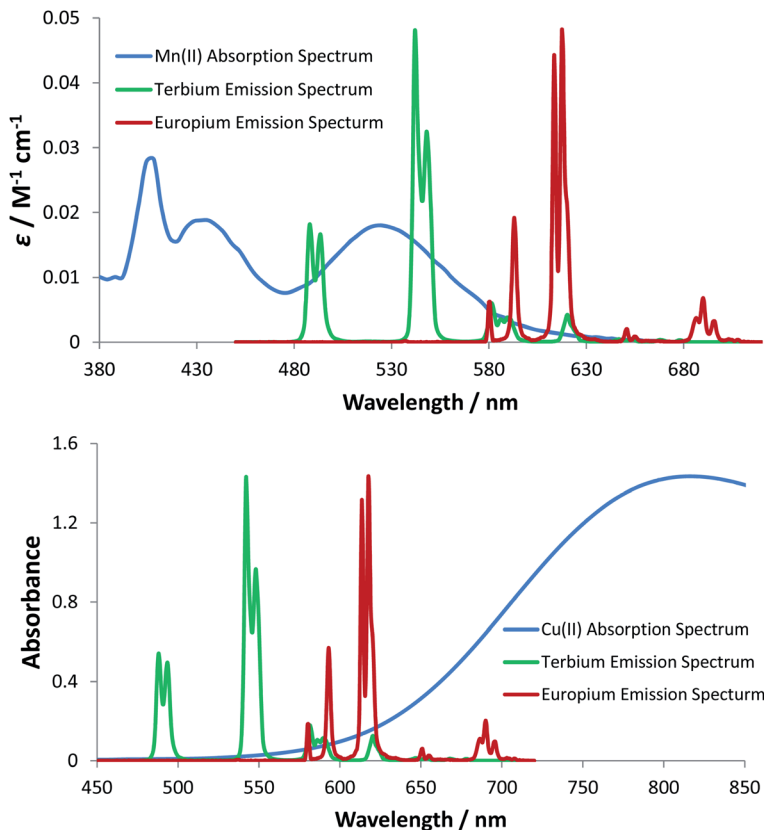 0.05
0.04
0.03
0.02
0.01
0
ε / M⁻¹ cm⁻¹
Mn(II) Absorption Spectrum
Terbium Emission Spectrum
Europium Emission Specturm
380 430 480 530 580 630 680
Wavelength / nm
1.6
1.2
0.8
0.4
0
Absorbance
Cu(II) Absorption Spectrum
Terbium Emission Spectrum
Europium Emission Specturm
450 500 550 600 650 700 750 800 850
Wavelength / nm